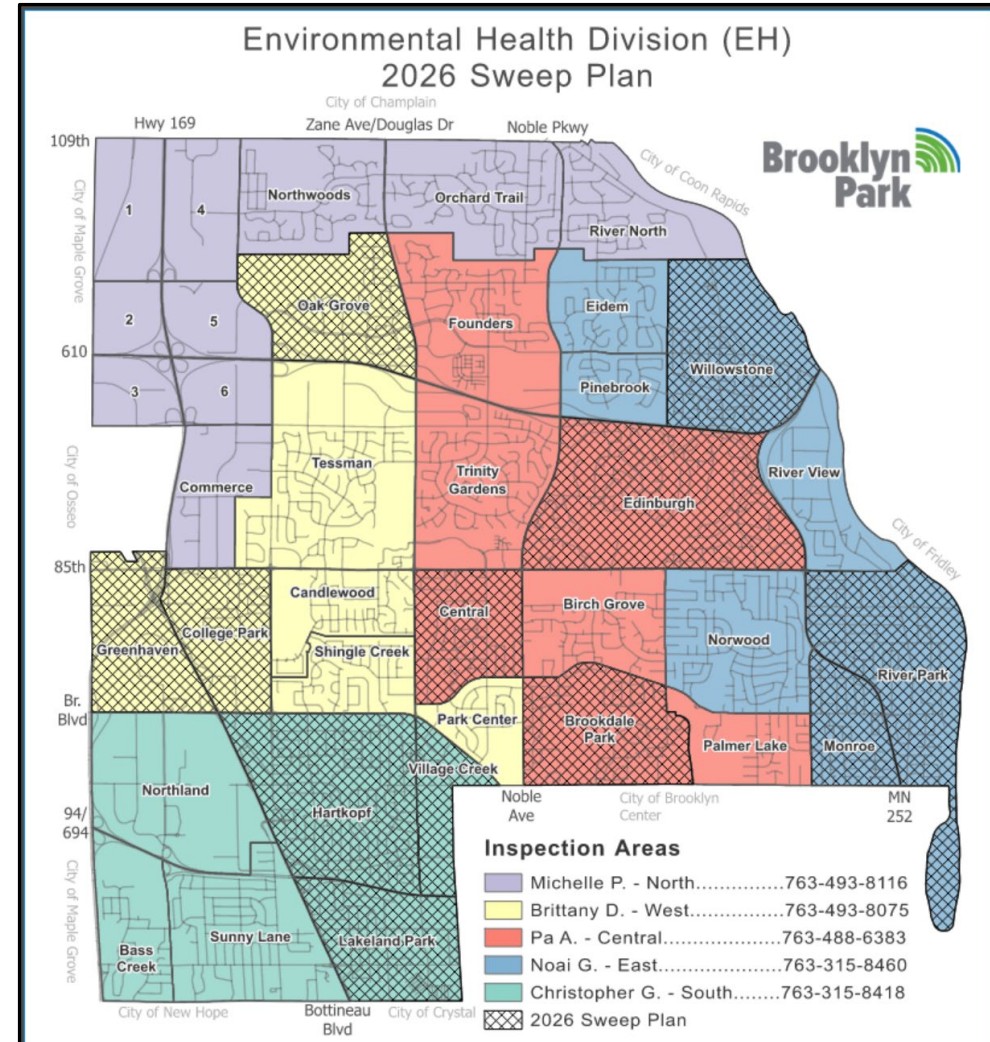 Environmental Health Division (EH)
2026 Sweep Plan
City of Champlain
Hwy 169
Zane Ave/Douglas Dr
Noble Pkwy
109th
Brooklyn
Park
City of Maple Grove
City of Coon Rapids
1
4
Northwoods
Orchard Trail
River North
2
5
Oak Grove
Founders
Eidem
610
3
6
Pinebrook
Willowstone
City of Osseo
Commerce
Tessman
Trinity
Gardens
Edinburgh
River View
City of Fridley
85th
Greenhaven
College Park
Candlewood
Shingle Creek
Central
Birch Grove
Norwood
River Park
Br.
Blvd
Park Center
Brookdale
Park
Palmer Lake
Monroe
Northland
Hartkopf
Village Creek
94/
694
Noble
Ave
City of Brooklyn
Center
MN
252
City of Maple Grove
Bass
Creek
Sunny Lane
Lakeland Park
City of New Hope
Bottineau
Blvd
City of Crystal
Inspection Areas
Michelle P. - North...............763-493-8116
Brittany D. - West................763-493-8075
Pa A. - Central.....................763-488-6383
Noai G. - East......................763-315-8460
Christopher G. - South........763-315-8418
2026 Sweep Plan